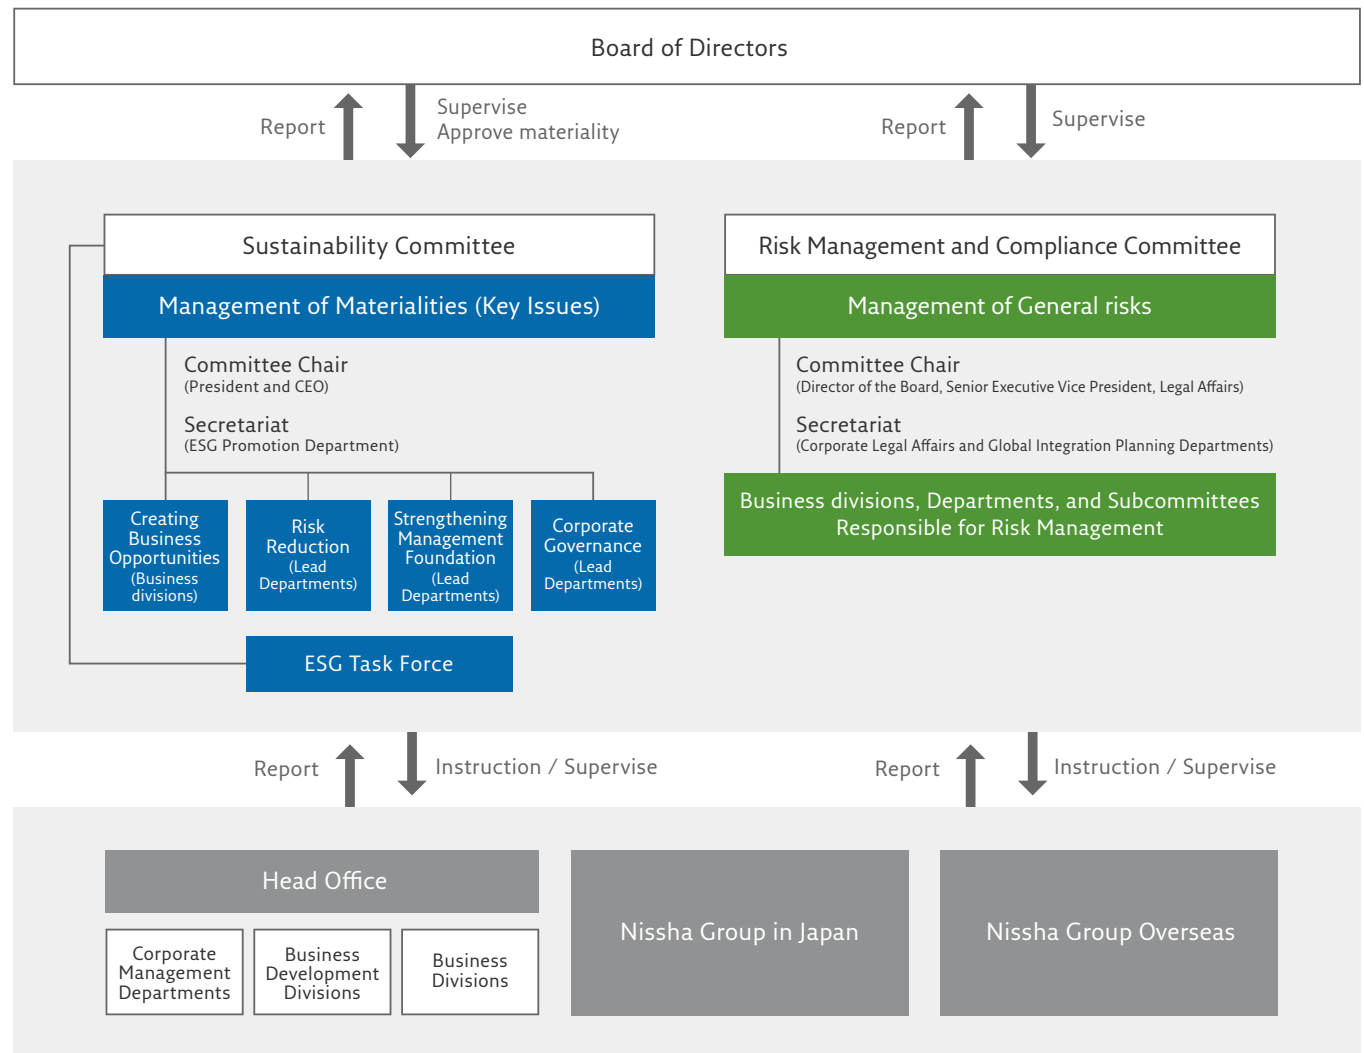 Board of Directors
Report
Supervise
Approve materiality
Report
Supervise
Sustainability Committee
Management of Materialities (Key Issues)
Committee Chair
(President and CEO)
Secretariat
(ESG Promotion Department)
Creating
Business
Opportunities
(Business
divisions)
Risk
Reduction
(Lead
Departments)
Strengthening
Management
Foundation
(Lead
Departments)
Corporate
Governance
(Lead
Departments)
ESG Task Force
Risk Management and Compliance Committee
Management of General risks
Committee Chair
(Director of the Board, Senior Executive Vice President, Legal Affairs)
Secretariat
(Corporate Legal Affairs and Global Integration Planning Departments)
Business divisions, Departments, and Subcommittees
Responsible for Risk Management
Report
Instruction / Supervise
Report
Instruction / Supervise
Head Office
Corporate
Management
Departments
Business
Development
Divisions
Business
Divisions
Nissha Group in Japan
Nissha Group Overseas